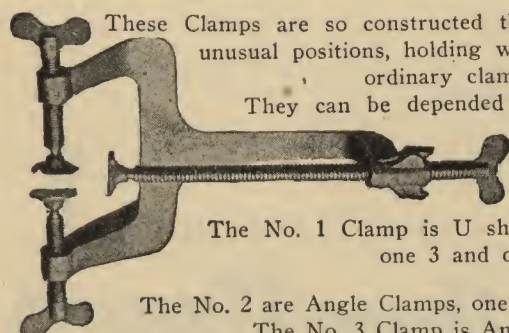 These Clamps are so constructed th
unusual positions, holding w
ordinary clam
They can be depended
The No. 1 Clamp is U sh
one 3 and o
The No. 2 are Angle Clamps, one
The No. 3 Clamp is An